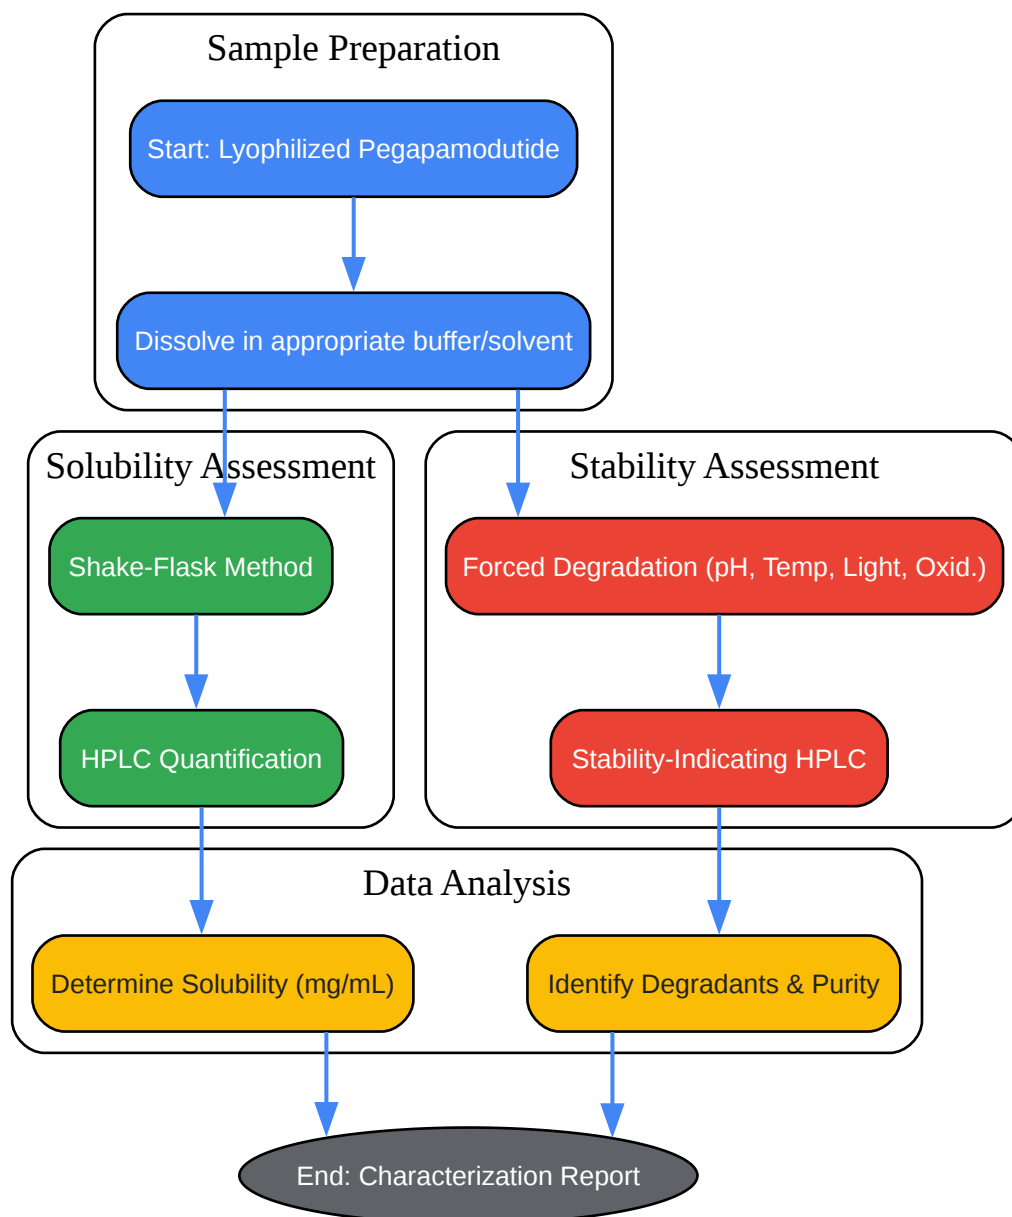 Sample Preparation
Start: Lyophilized Pegapamodutide
Dissolve in appropriate buffer/solvent
Solubility Assessment
Shake-Flask Method
HPLC Quantification
Stability Assessment
Forced Degradation (pH, Temp, Light, Oxid.)
Stability-Indicating HPLC
Data Analysis
Determine Solubility (mg/mL)
Identify Degradants & Purity
End: Characterization Report